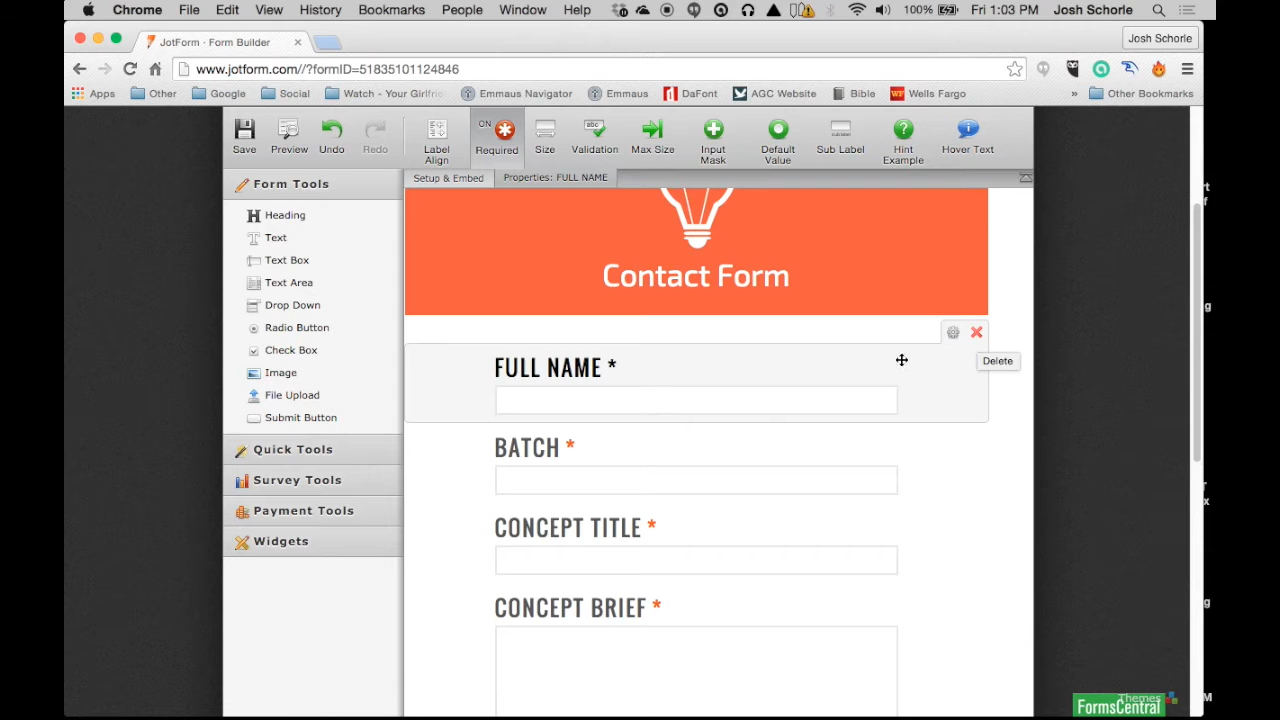 Chrome File Edit View History Bookmarks People Window Help 100% Fri 1:03 PM Josh Schorle
JotForm · Form Builder
Josh Schorle
www.jotform.com//?formID=51835101124846
Apps Other Google Social Watch - Your Girlfrie Emmaus Navigator Emmaus DaFont AGC Website Bible Wells Fargo » Other Bookmarks
Save Preview Undo Redo Label Align ON Required Size abc Validation Max Size Input Mask Default Value Sub Label Hint Example Hover Text
Setup & Embed Properties: FULL NAME
Form Tools
Heading
Text
Text Box
Text Area
Drop Down
Radio Button
Check Box
Image
File Upload
Submit Button
Quick Tools
Survey Tools
Payment Tools
Widgets
Contact Form
Delete
FULL NAME *
BATCH *
CONCEPT TITLE *
CONCEPT BRIEF *
Themes
FormsCentral